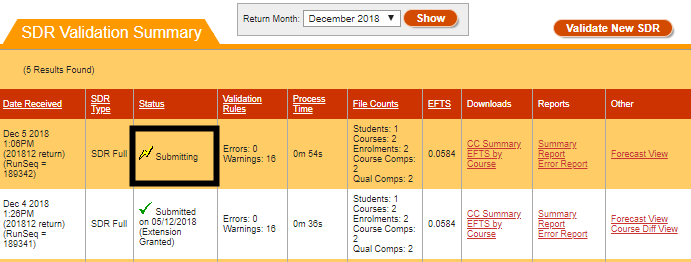 Return Month: December 2018 Show
SDR Validation Summary
Validate New SDR
(5 Results Found)
Date Received SDR Type Status Validation Rules Process Time File Counts EFTS Downloads Reports Other
Dec 5 2018
1:06PM
(201812 return)
(RunSeq =
189342)
SDR Full
Submitting
Errors: 0
Warnings: 16
0m 54s
Students: 1
Courses: 2
Enrolments: 2
Course Comps:
2
Qual Comps: 2
0.0584
CC Summary
EFTS by
Course
Summary
Report
Error Report
Forecast View
Dec 4 2018
1:26PM
(201812 return)
(RunSeq =
189341)
SDR Full
Submitted
on 05/12/2018
(Extension
Granted)
Errors: 0
Warnings: 16
0m 36s
Students: 1
Courses: 2
Enrolments: 2
Course Comps:
2
Qual Comps: 2
0.0584
CC Summary
EFTS by
Course
Summary
Report
Error Report
Forecast View
Course Diff View